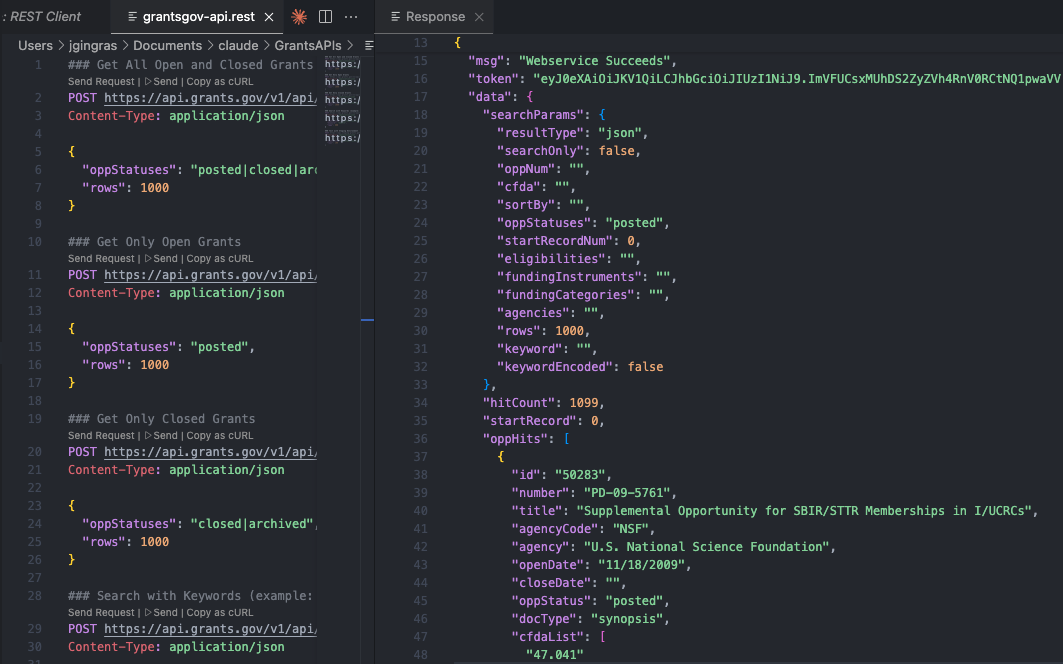 : REST Client
grantsgov-api.rest
Response
Users > jgingras > Documents > claude > GrantsAPIs >
1 ### Get All Open and Closed Grants
Send Request | Send | Copy as cURL
2 POST https://api.grants.gov/v1/api/
3 Content-Type: application/json
4
5 {
6 "oppStatuses": "posted|closed|arc
7 "rows": 1000
8 }
9
10 ### Get Only Open Grants
Send Request | Send | Copy as cURL
11 POST https://api.grants.gov/v1/api/
12 Content-Type: application/json
13
14 {
15 "oppStatuses": "posted",
16 "rows": 1000
17 }
18
19 ### Get Only Closed Grants
Send Request | Send | Copy as cURL
20 POST https://api.grants.gov/v1/api/
21 Content-Type: application/json
22
23 {
24 "oppStatuses": "closed|archived",
25 "rows": 1000
26 }
27
28 ### Search with Keywords (example:
Send Request | Send | Copy as cURL
29 POST https://api.grants.gov/v1/api/
30 Content-Type: application/json
https:/
https:/
https:/
https:/
https:/
13 {
15 "msg": "Webservice Succeeds",
16 "token": "eyJ0eXAiOiJKV1QiLCJhbGciOiJIUzI1NiJ9.ImVFUCsxMUhDS2ZyZVh4RnV0RCtNQ1pwaVV
17 "data": {
18 "searchParams": {
19 "resultType": "json",
20 "searchOnly": false,
21 "oppNum": "",
22 "cfda": "",
23 "sortBy": "",
24 "oppStatuses": "posted",
25 "startRecordNum": 0,
26 "eligibilities": "",
27 "fundingInstruments": "",
28 "fundingCategories": "",
29 "agencies": "",
30 "rows": 1000,
31 "keyword": "",
32 "keywordEncoded": false
33 },
34 "hitCount": 1099,
35 "startRecord": 0,
36 "oppHits": [
37 {
38 "id": "50283",
39 "number": "PD-09-5761",
40 "title": "Supplemental Opportunity for SBIR/STTR Memberships in I/UCRCs",
41 "agencyCode": "NSF",
42 "agency": "U.S. National Science Foundation",
43 "openDate": "11/18/2009",
44 "closeDate": "",
45 "oppStatus": "posted",
46 "docType": "synopsis",
47 "cfdaList": [
48 "47.041"